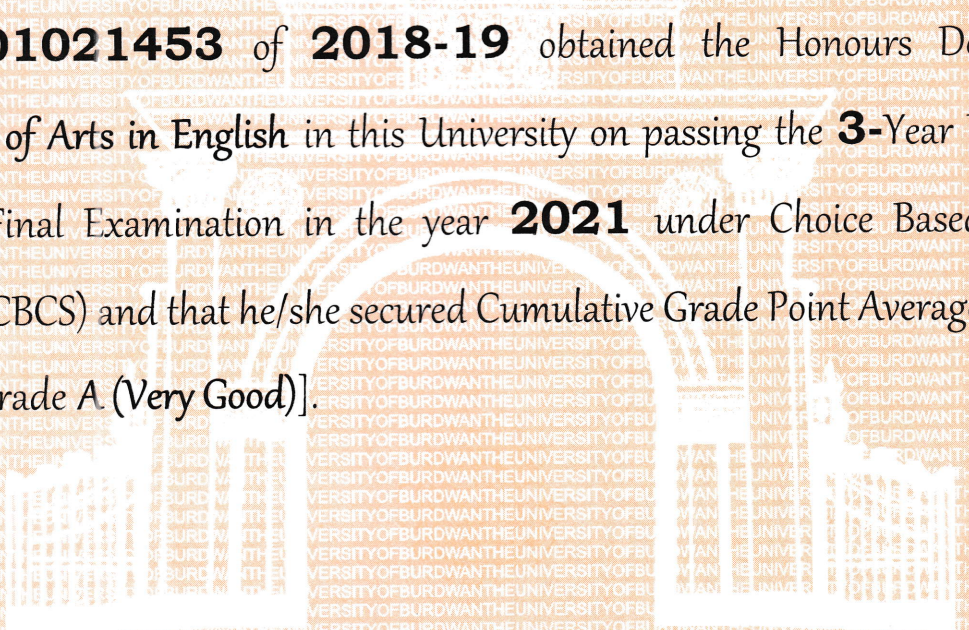 01021453 of 2018-19 obtained the Honours De
of Arts in English in this University on passing the 3-Year
Final Examination in the year 2021 under Choice Based
CBCS) and that he/she secured Cumulative Grade Point Averag
rade A (Very Good)].